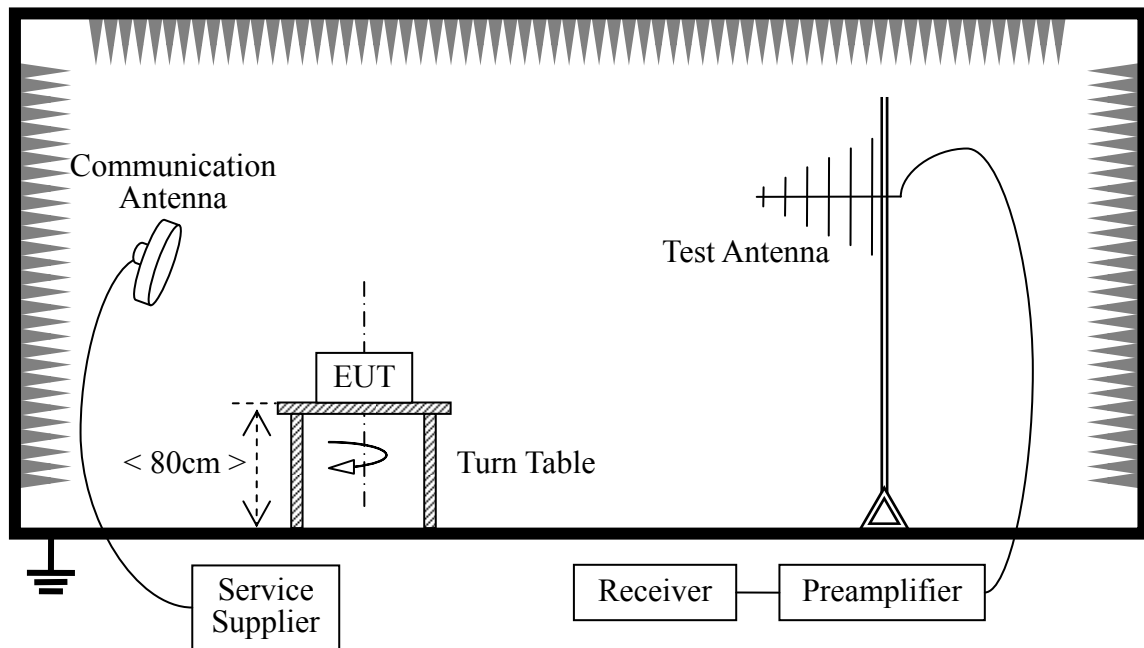 Communication
Antenna
Test Antenna
EUT
< 80cm >
Turn Table
Service
Supplier
Receiver
Preamplifier